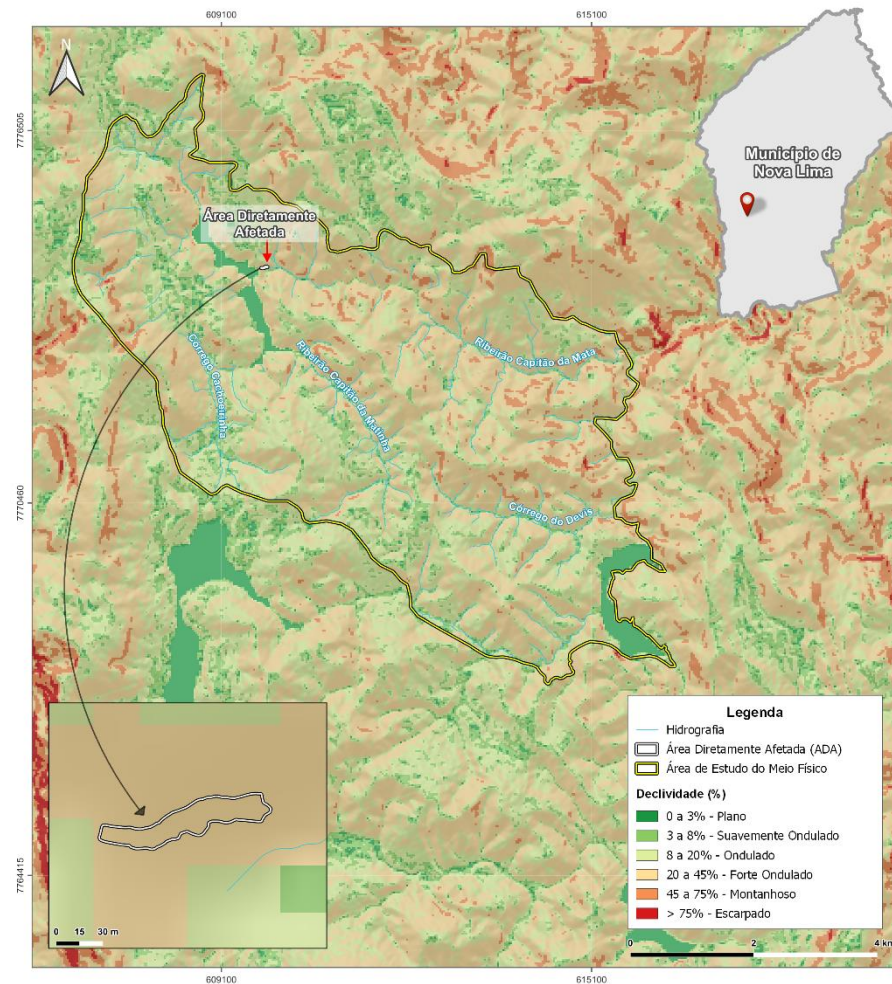 609100
615100
N
7776505
Município de
Nova Lima
Área Diretamente
Afetada
Ribeirão Capitão da Mata
Ribeirão Capitão da Matinha
Córrego Cachoeirinha
7770460
Córrego do Devis
Legenda
Hidrografia
Área Diretamente Afetada (ADA)
Área de Estudo do Meio Físico
Declividade (%)
0 a 3% - Plano
3 a 8% - Suavemente Ondulado
8 a 20% - Ondulado
20 a 45% - Forte Ondulado
45 a 75% - Montanhoso
> 75% - Escarpado
7764415
0 15 30 m
0 2 4 km
609100
615100